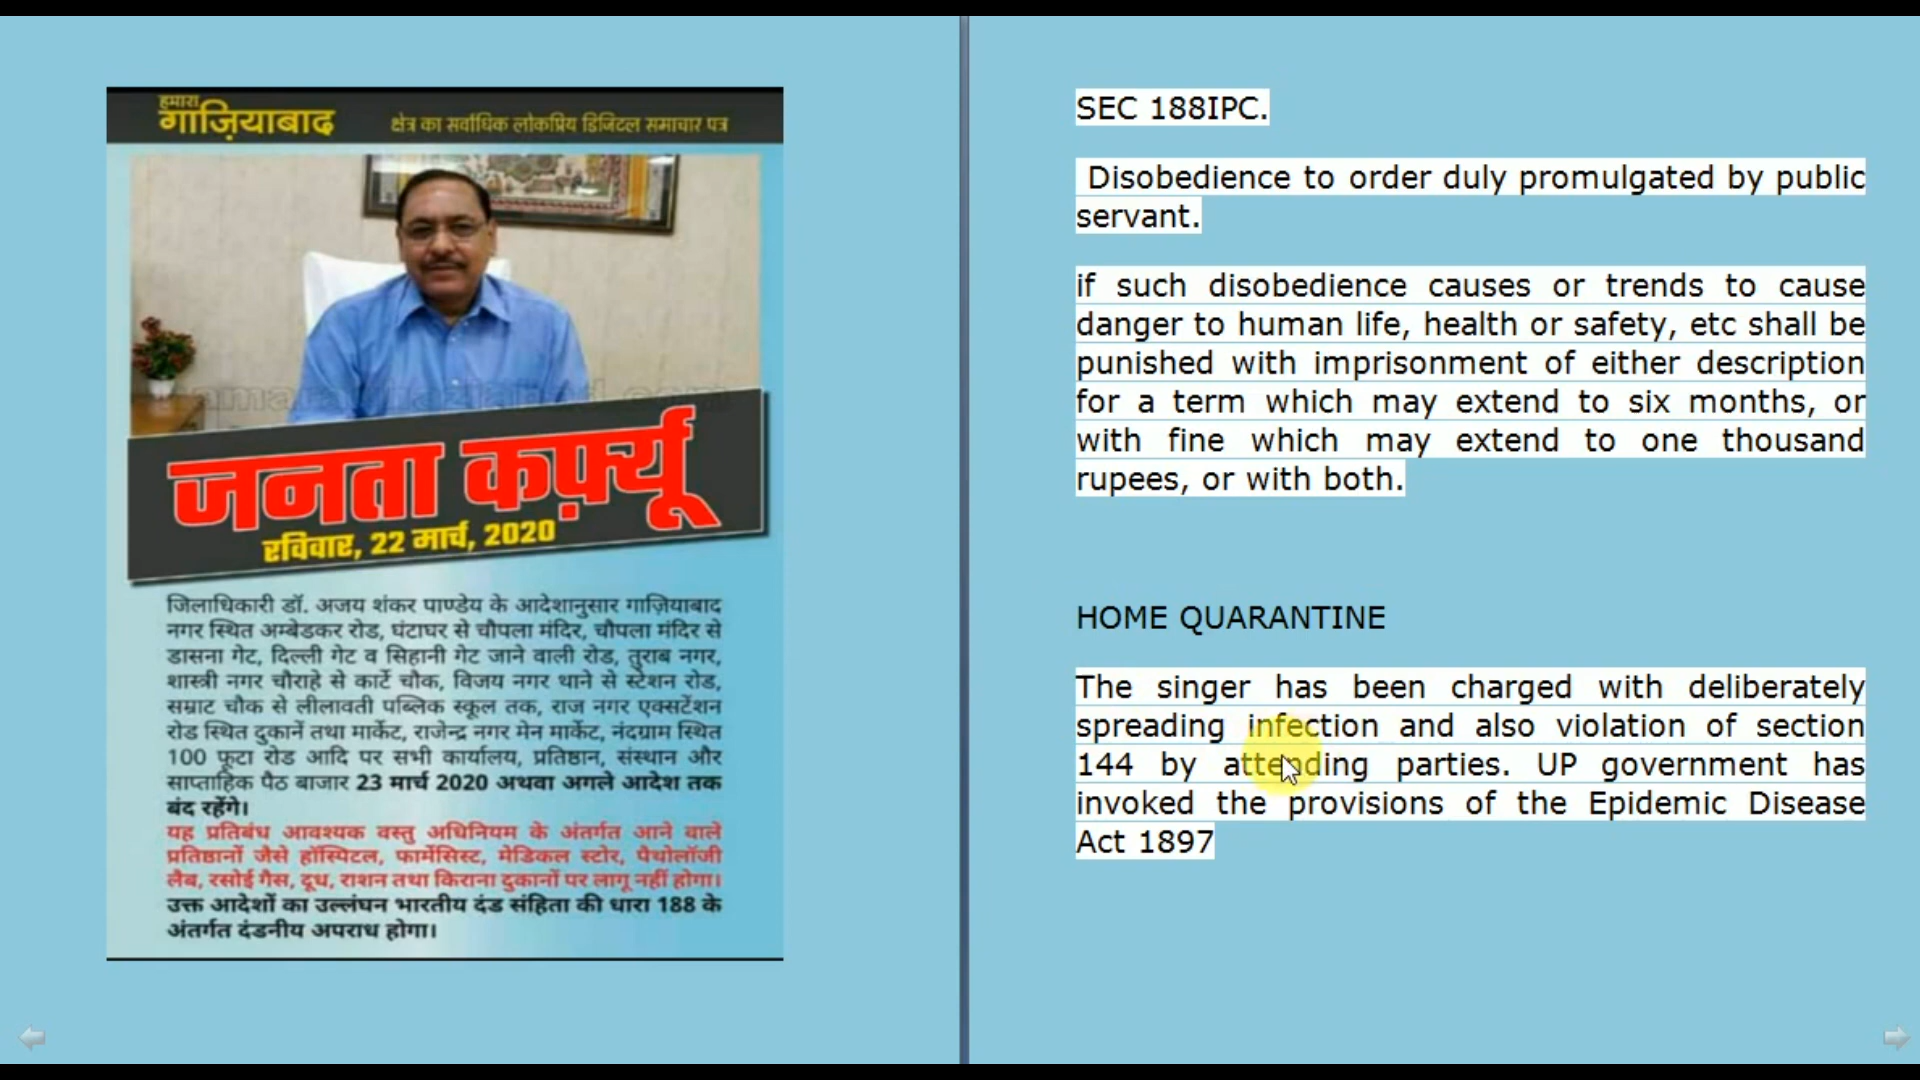 हमारा
गाज़ियाबाद
क्षेत्र का सर्वाधिक लोकप्रिय डिजिटल समाचार पत्र
जनता कर्फ़्यू
रविवार, 22 मार्च, 2020
जिलाधिकारी डॉ. अजय शंकर पाण्डेय के आदेशानुसार गाज़ियाबाद
नगर स्थित अम्बेडकर रोड, घंटाघर से चौपला मंदिर, चौपला मंदिर से
डासना गेट, दिल्ली गेट व सिहानी गेट जाने वाली रोड, तुराब नगर,
शास्त्री नगर चौराहे से कार्टे चौक, विजय नगर थाने से स्टेशन रोड,
सम्राट चौक से लीलावती पब्लिक स्कूल तक, राज नगर एक्सटेंशन
रोड स्थित दुकानें तथा मार्केट, राजेन्द्र नगर मेन मार्केट, नंदग्राम स्थित
100 फूटा रोड आदि पर सभी कार्यालय, प्रतिष्ठान, संस्थान और
साप्ताहिक पैठ बाजार 23 मार्च 2020 अथवा अगले आदेश तक
बंद रहेंगे।
यह प्रतिबंध आवश्यक वस्तु अधिनियम के अंतर्गत आने वाले
प्रतिष्ठानों जैसे हॉस्पिटल, फार्मेसिस्ट, मेडिकल स्टोर, पैथोलॉजी
लैब, रसोई गैस, दूध, राशन तथा किराना दुकानों पर लागू नहीं होगा।
उक्त आदेशों का उल्लंघन भारतीय दंड संहिता की धारा 188 के
अंतर्गत दंडनीय अपराध होगा।
SEC 188IPC.
Disobedience to order duly promulgated by public
servant.
if such disobedience causes or trends to cause
danger to human life, health or safety, etc shall be
punished with imprisonment of either description
for a term which may extend to six months, or
with fine which may extend to one thousand
rupees, or with both.
HOME QUARANTINE
The singer has been charged with deliberately
spreading infection and also violation of section
144 by attending parties. UP government has
invoked the provisions of the Epidemic Disease
Act 1897